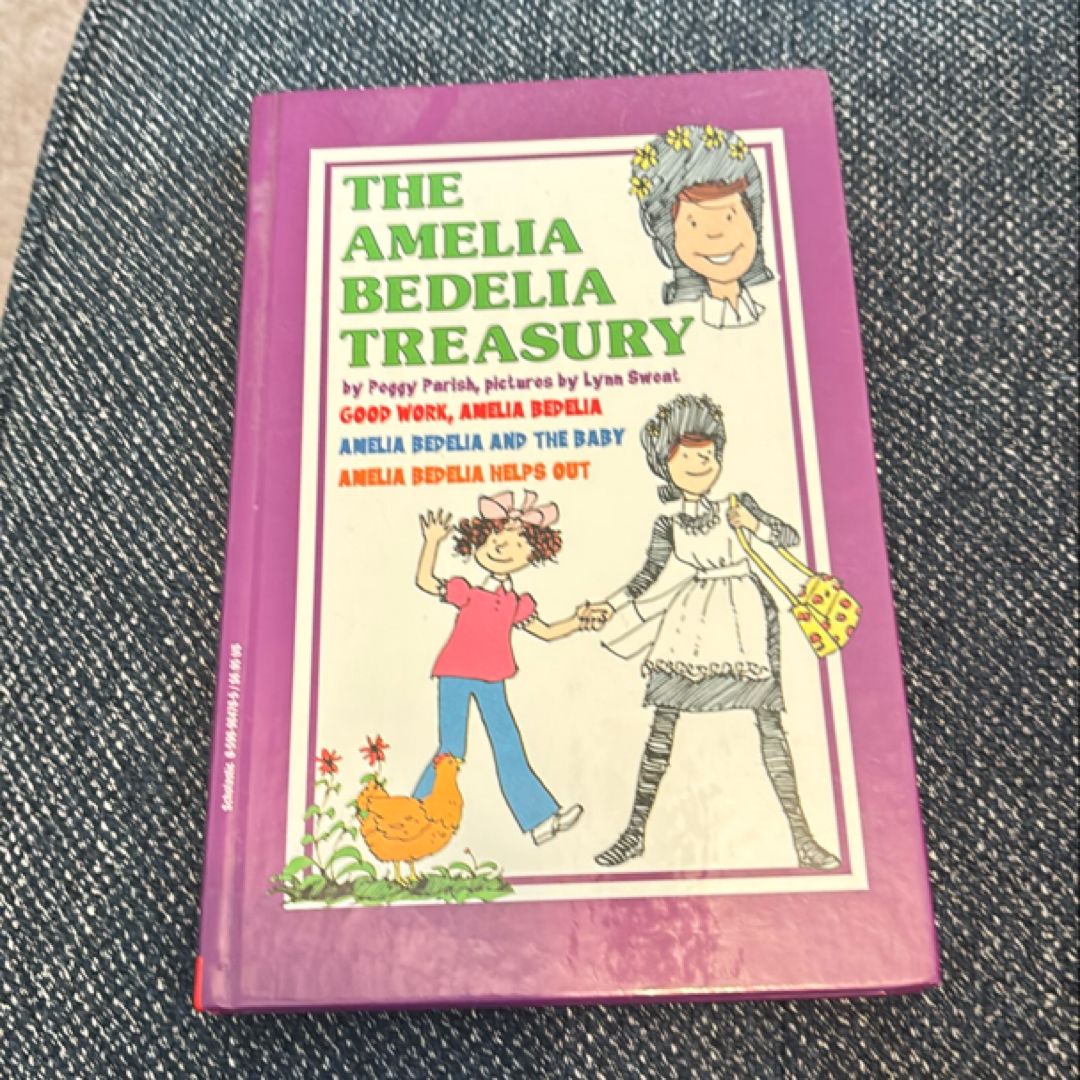 THE
AMELIA
BEDELIA
TREASURY
by Peggy Parish, pictures by Lynn Sweat
GOOD WORK, AMELIA BEDELIA
AMELIA BEDELIA AND THE BABY
AMELIA BEDELIA HELPS OUT
Scholastic